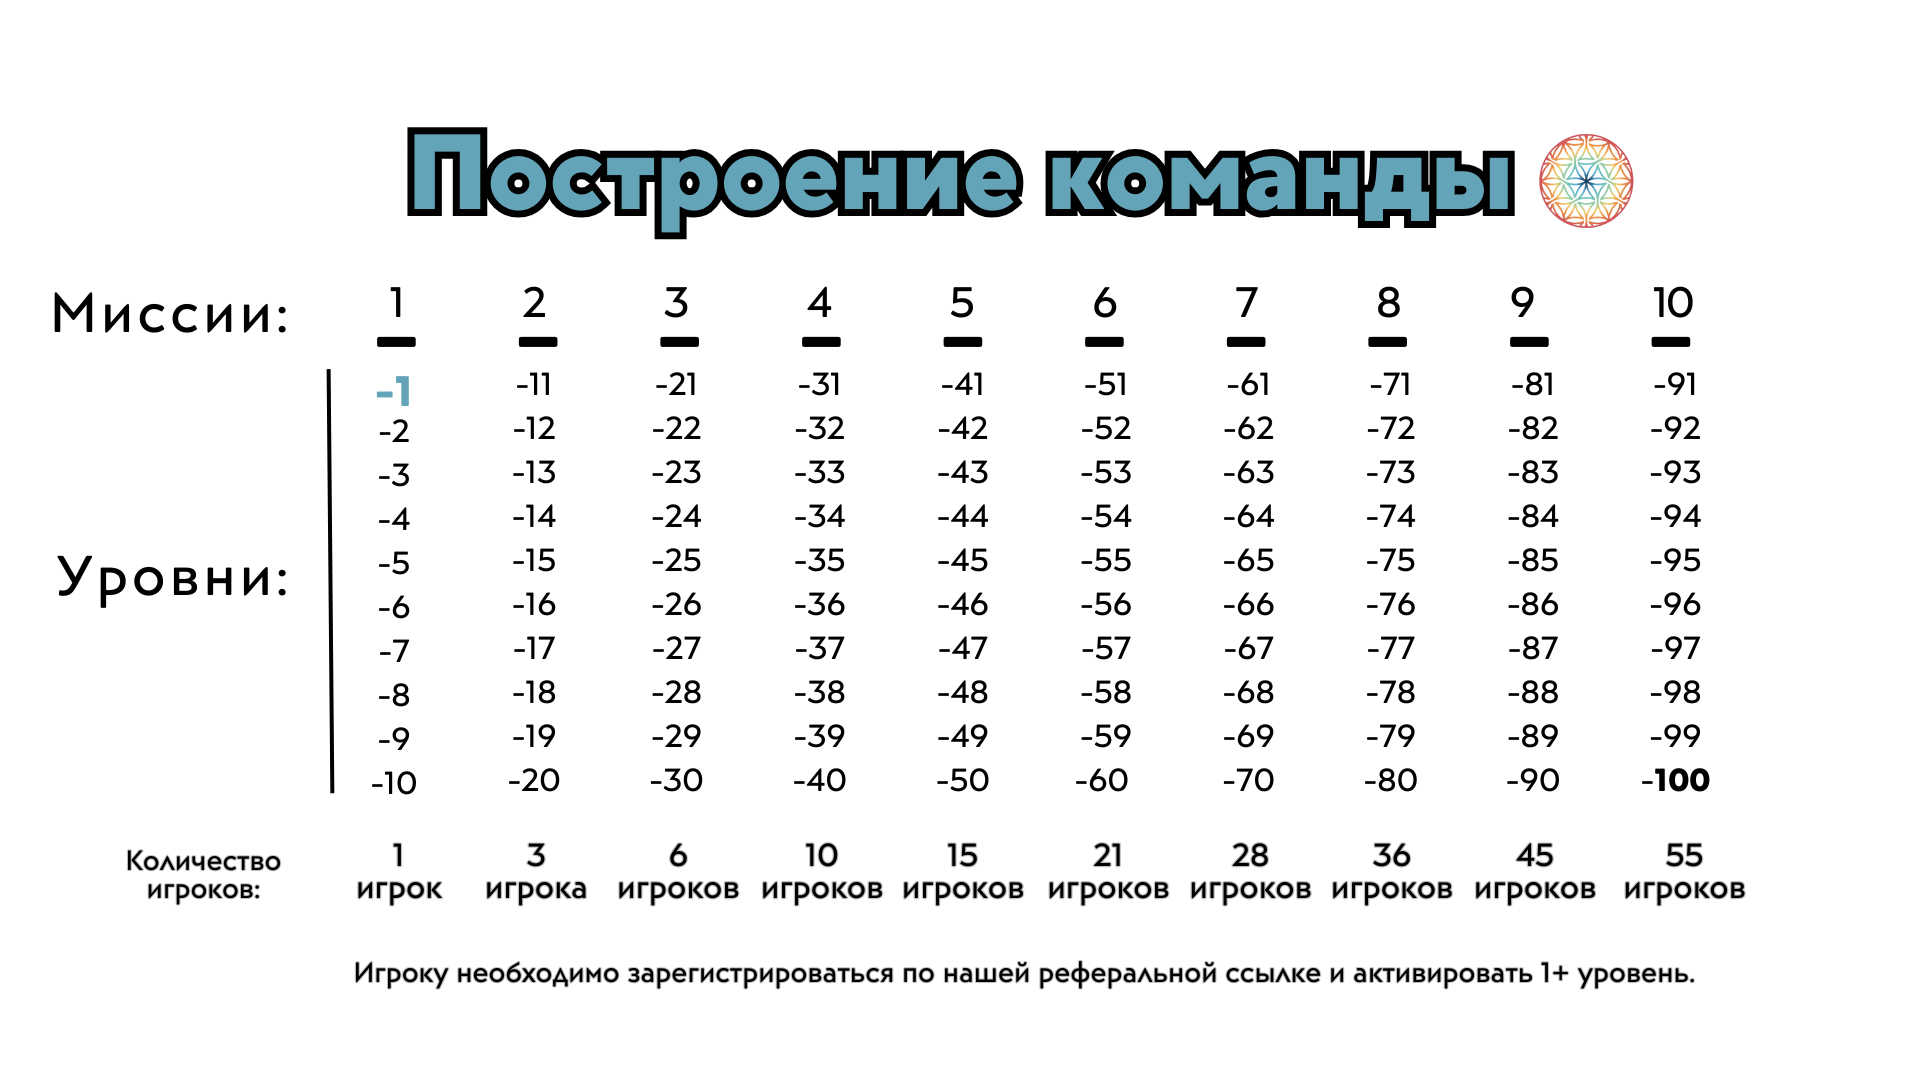 Построение команды
Миссии: 1 2 3 4 5 6 7 8 9 10
-1 -11 -21 -31 -41 -51 -61 -71 -81 -91
-2 -12 -22 -32 -42 -52 -62 -72 -82 -92
-3 -13 -23 -33 -43 -53 -63 -73 -83 -93
-4 -14 -24 -34 -44 -54 -64 -74 -84 -94
Уровни: -5 -15 -25 -35 -45 -55 -65 -75 -85 -95
-6 -16 -26 -36 -46 -56 -66 -76 -86 -96
-7 -17 -27 -37 -47 -57 -67 -77 -87 -97
-8 -18 -28 -38 -48 -58 -68 -78 -88 -98
-9 -19 -29 -39 -49 -59 -69 -79 -89 -99
-10 -20 -30 -40 -50 -60 -70 -80 -90 -100
Количество 1 3 6 10 15 21 28 36 45 55
игроков: игрок игрока игроков игроков игроков игроков игроков игроков игроков игроков
Игроку необходимо зарегистрироваться по нашей реферальной ссылке и активировать 1+ уровень.